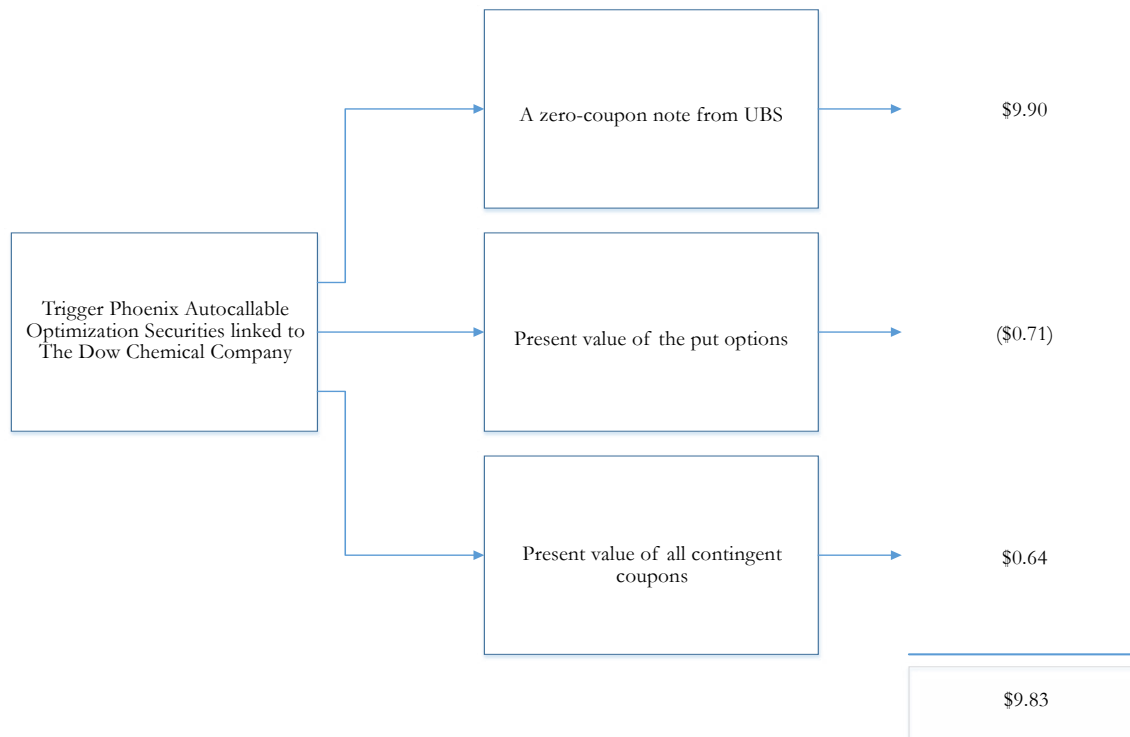 A zero-coupon note from UBS
$9.90
Trigger Phoenix Autocallable
Optimization Securities linked to
The Dow Chemical Company
Present value of the put options
($0.71)
Present value of all contingent
coupons
$0.64
$9.83